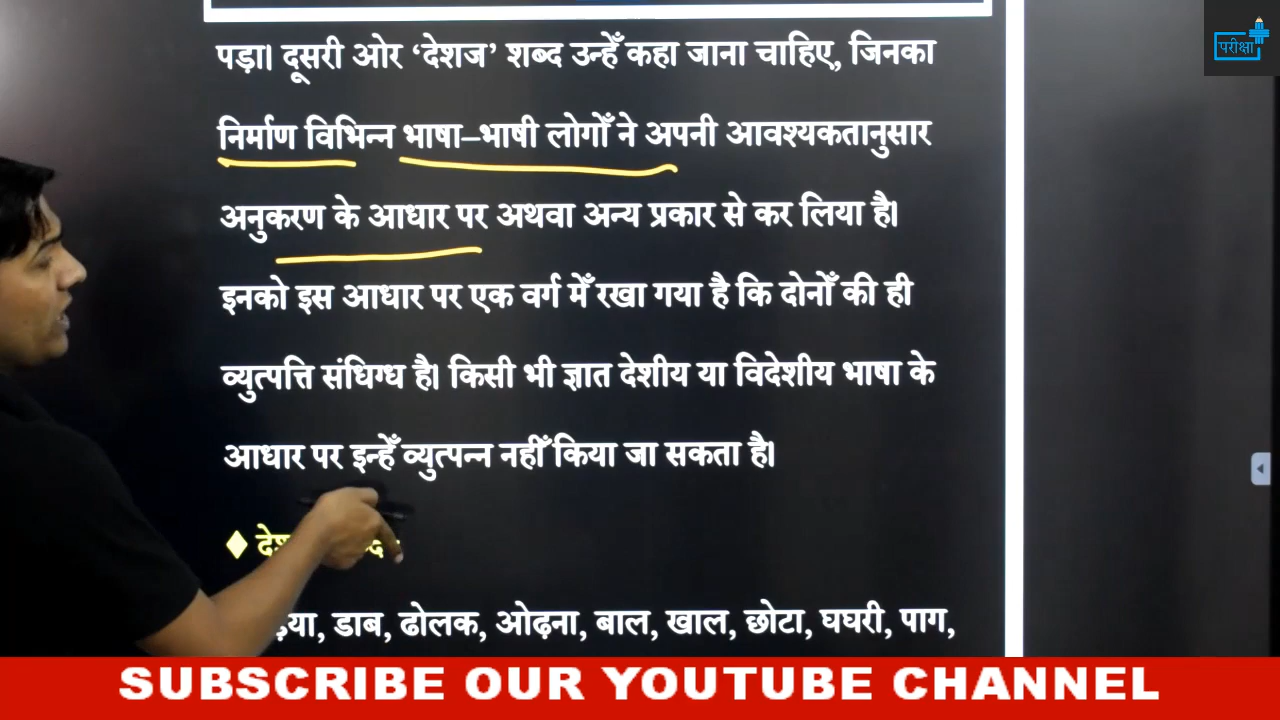 परीक्षा
पड़ा। दूसरी ओर ‘देशज’ शब्द उन्हेँ कहा जाना चाहिए, जिनका
निर्माण विभिन्न भाषा–भाषी लोगोँ ने अपनी आवश्यकतानुसार
अनुकरण के आधार पर अथवा अन्य प्रकार से कर लिया है।
इनको इस आधार पर एक वर्ग मेँ रखा गया है कि दोनोँ की ही
व्युत्पत्ति संधिग्ध है। किसी भी ज्ञात देशीय या विदेशीय भाषा के
आधार पर इन्हेँ व्युत्पन्न नहीँ किया जा सकता है।
डाब, ढोलक, ओढ़ना, बाल, खाल, छोटा, घघरी, पाग,
SUBSCRIBE OUR YOUTUBE CHANNEL